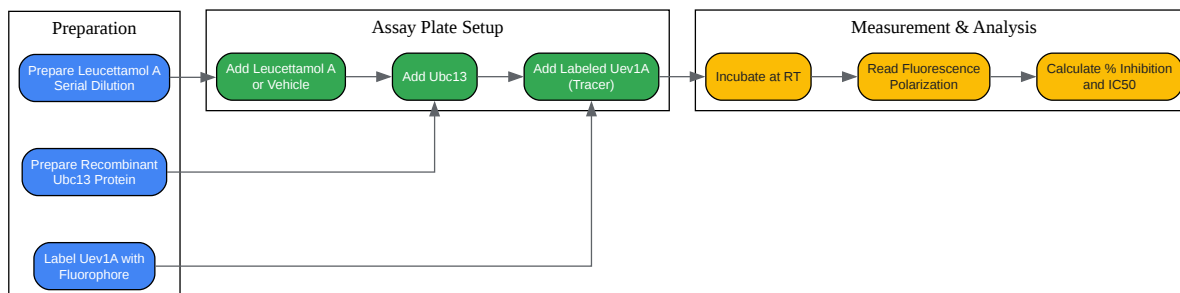 Preparation
Prepare Leucettamol A
Serial Dilution
Prepare Recombinant
Ubc13 Protein
Label Uev1A with
Fluorophore
Assay Plate Setup
Add Leucettamol A
or Vehicle
Add Ubc13
Add Labeled Uev1A
(Tracer)
Measurement & Analysis
Incubate at RT
Read Fluorescence
Polarization
Calculate % Inhibition
and IC50